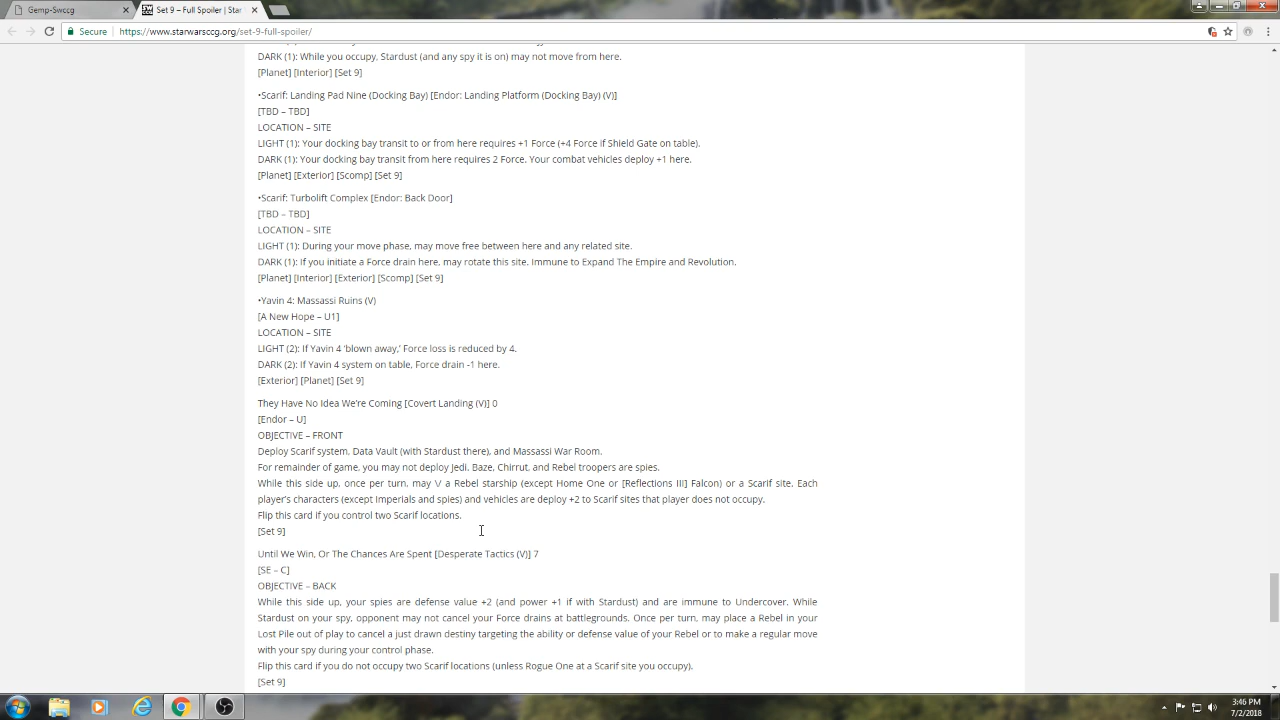 Gemp-Swccg
Set 9 – Full Spoiler | Star
Secure
https://www.starwarsccg.org/set-9-full-spoiler/
DARK (1): While you occupy, Stardust (and any spy it is on) may not move from here.
[Planet] [Interior] [Set 9]
•Scarif: Landing Pad Nine (Docking Bay) [Endor: Landing Platform (Docking Bay) (V)]
[TBD – TBD]
LOCATION – SITE
LIGHT (1): Your docking bay transit to or from here requires +1 Force (+4 Force if Shield Gate on table).
DARK (1): Your docking bay transit from here requires 2 Force. Your combat vehicles deploy +1 here.
[Planet] [Exterior] [Scomp] [Set 9]
•Scarif: Turbolift Complex [Endor: Back Door]
[TBD – TBD]
LOCATION – SITE
LIGHT (1): During your move phase, may move free between here and any related site.
DARK (1): If you initiate a Force drain here, may rotate this site. Immune to Expand The Empire and Revolution.
[Planet] [Interior] [Exterior] [Scomp] [Set 9]
•Yavin 4: Massassi Ruins (V)
[A New Hope – U1]
LOCATION – SITE
LIGHT (2): If Yavin 4 ‘blown away,’ Force loss is reduced by 4.
DARK (2): If Yavin 4 system on table, Force drain -1 here.
[Exterior] [Planet] [Set 9]
They Have No Idea We’re Coming [Covert Landing (V)] 0
[Endor – U]
OBJECTIVE – FRONT
Deploy Scarif system, Data Vault (with Stardust there), and Massassi War Room.
For remainder of game, you may not deploy Jedi. Baze, Chirrut, and Rebel troopers are spies.
While this side up, once per turn, may \/ a Rebel starship (except Home One or [Reflections III] Falcon) or a Scarif site. Each
player’s characters (except Imperials and spies) and vehicles are deploy +2 to Scarif sites that player does not occupy.
Flip this card if you control two Scarif locations.
[Set 9]
Until We Win, Or The Chances Are Spent [Desperate Tactics (V)] 7
[SE – C]
OBJECTIVE – BACK
While this side up, your spies are defense value +2 (and power +1 if with Stardust) and are immune to Undercover. While
Stardust on your spy, opponent may not cancel your Force drains at battlegrounds. Once per turn, may place a Rebel in your
Lost Pile out of play to cancel a just drawn destiny targeting the ability or defense value of your Rebel or to make a regular move
with your spy during your control phase.
Flip this card if you do not occupy two Scarif locations (unless Rogue One at a Scarif site you occupy).
[Set 9]
3:46 PM
7/2/2018